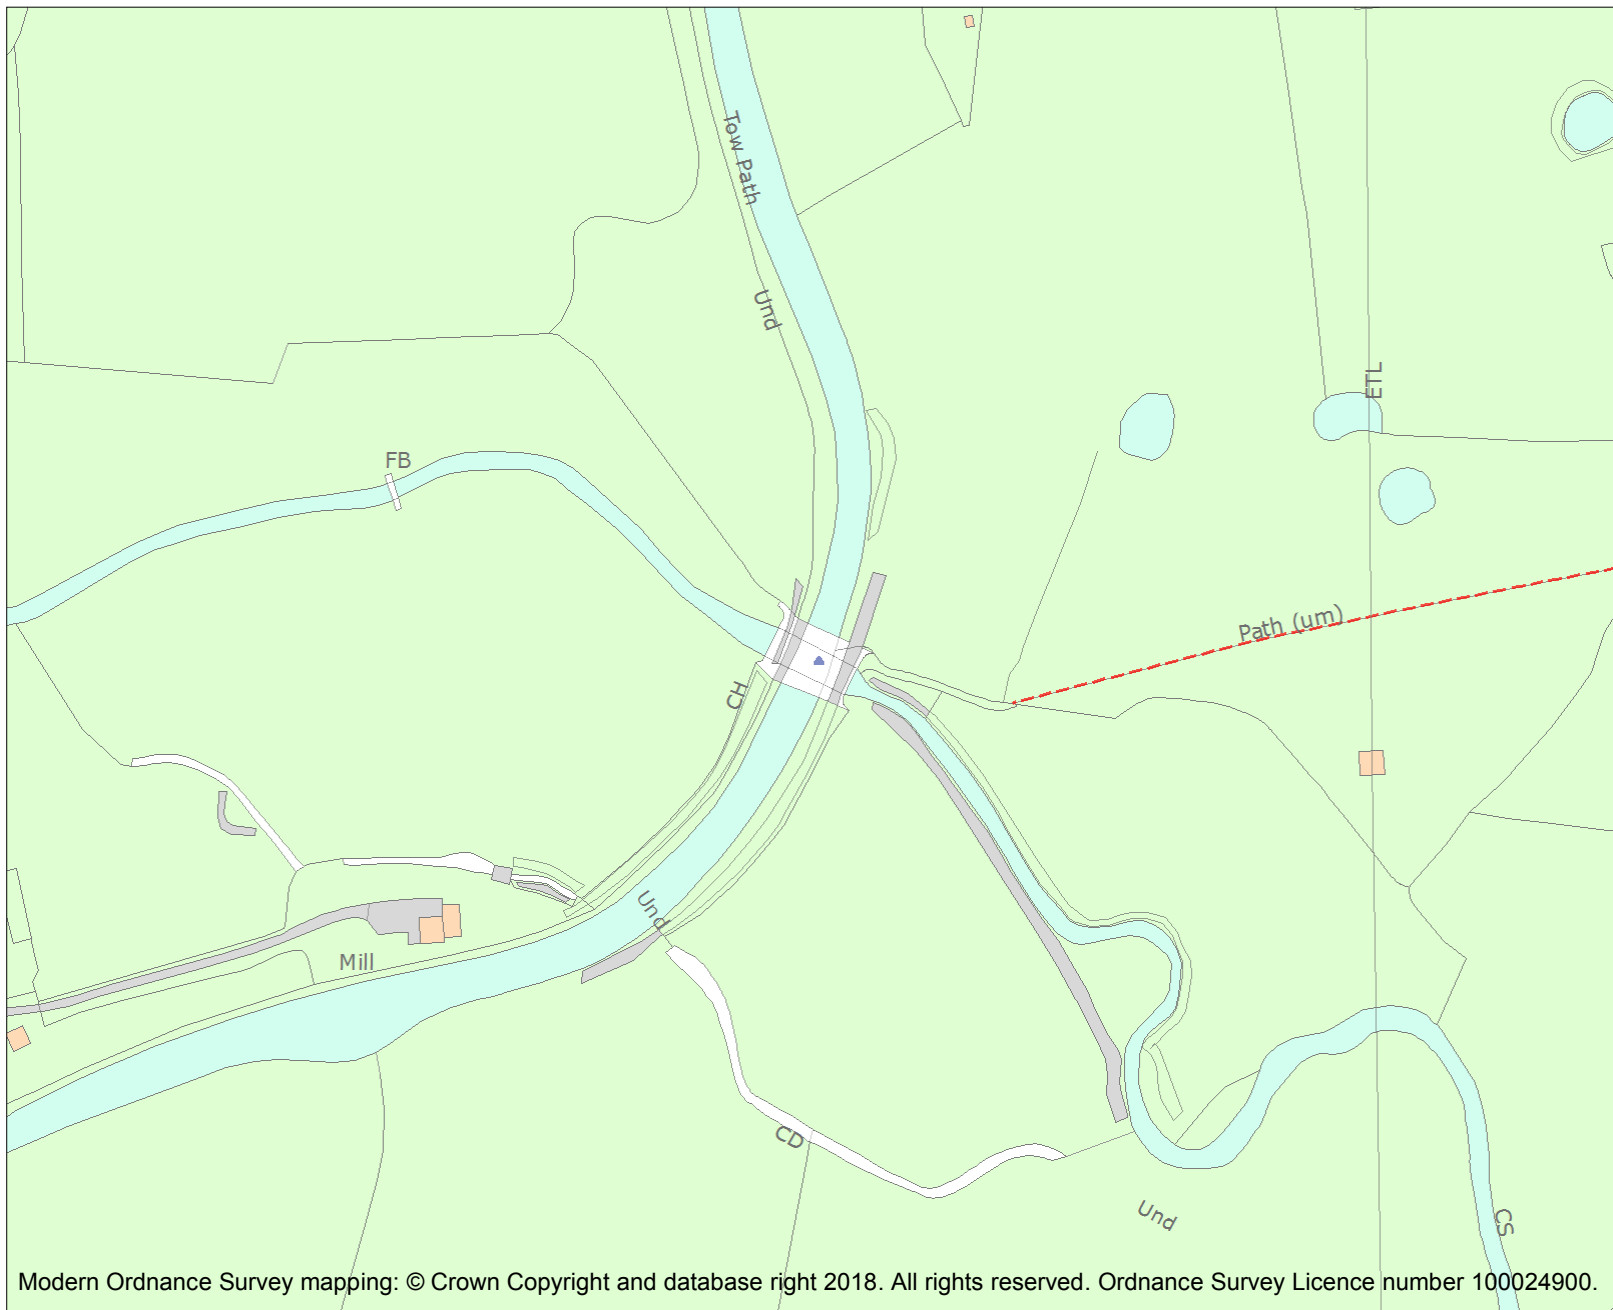 Tow Path
Und
ETL
FB
Path (um)
CH
Und
Mill
CD
Und
CS
Modern Ordnance Survey mapping: © Crown Copyright and database right 2018. All rights reserved. Ordnance Survey Licence number 100024900.